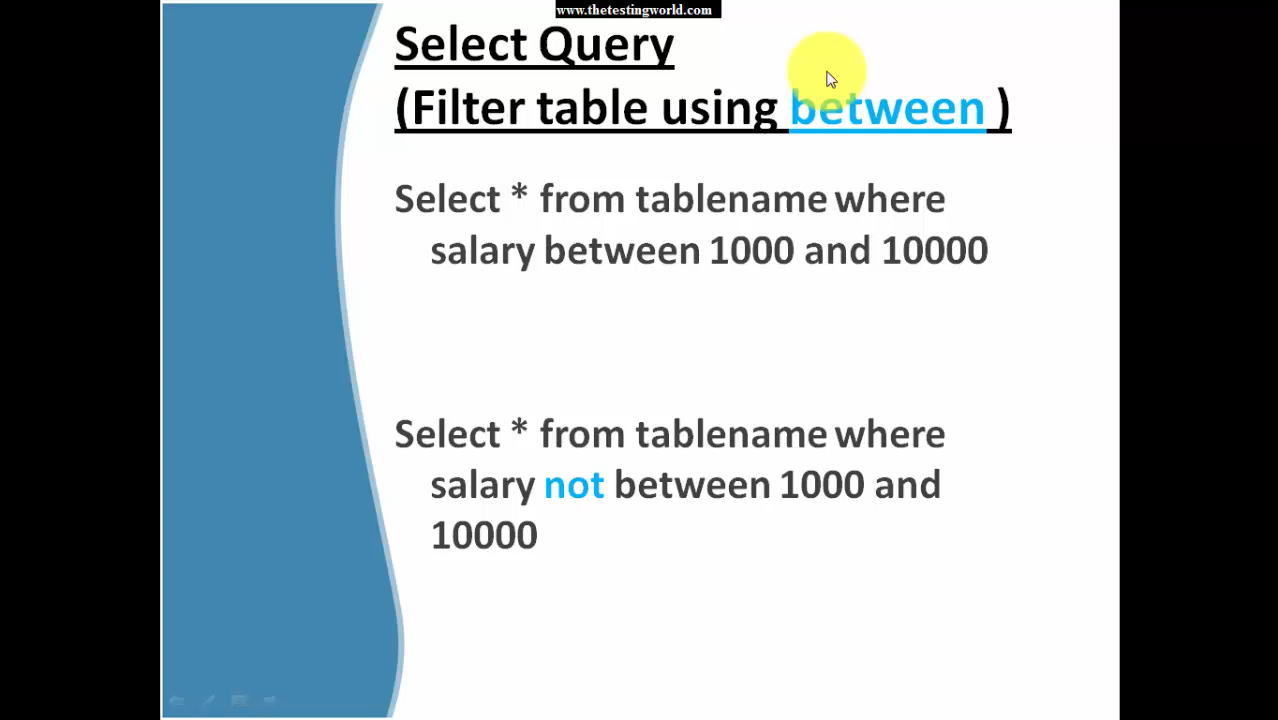 www.thetestingworld.com
Select Query
(Filter table using between )
Select * from tablename where
salary between 1000 and 10000
Select * from tablename where
salary not between 1000 and
10000